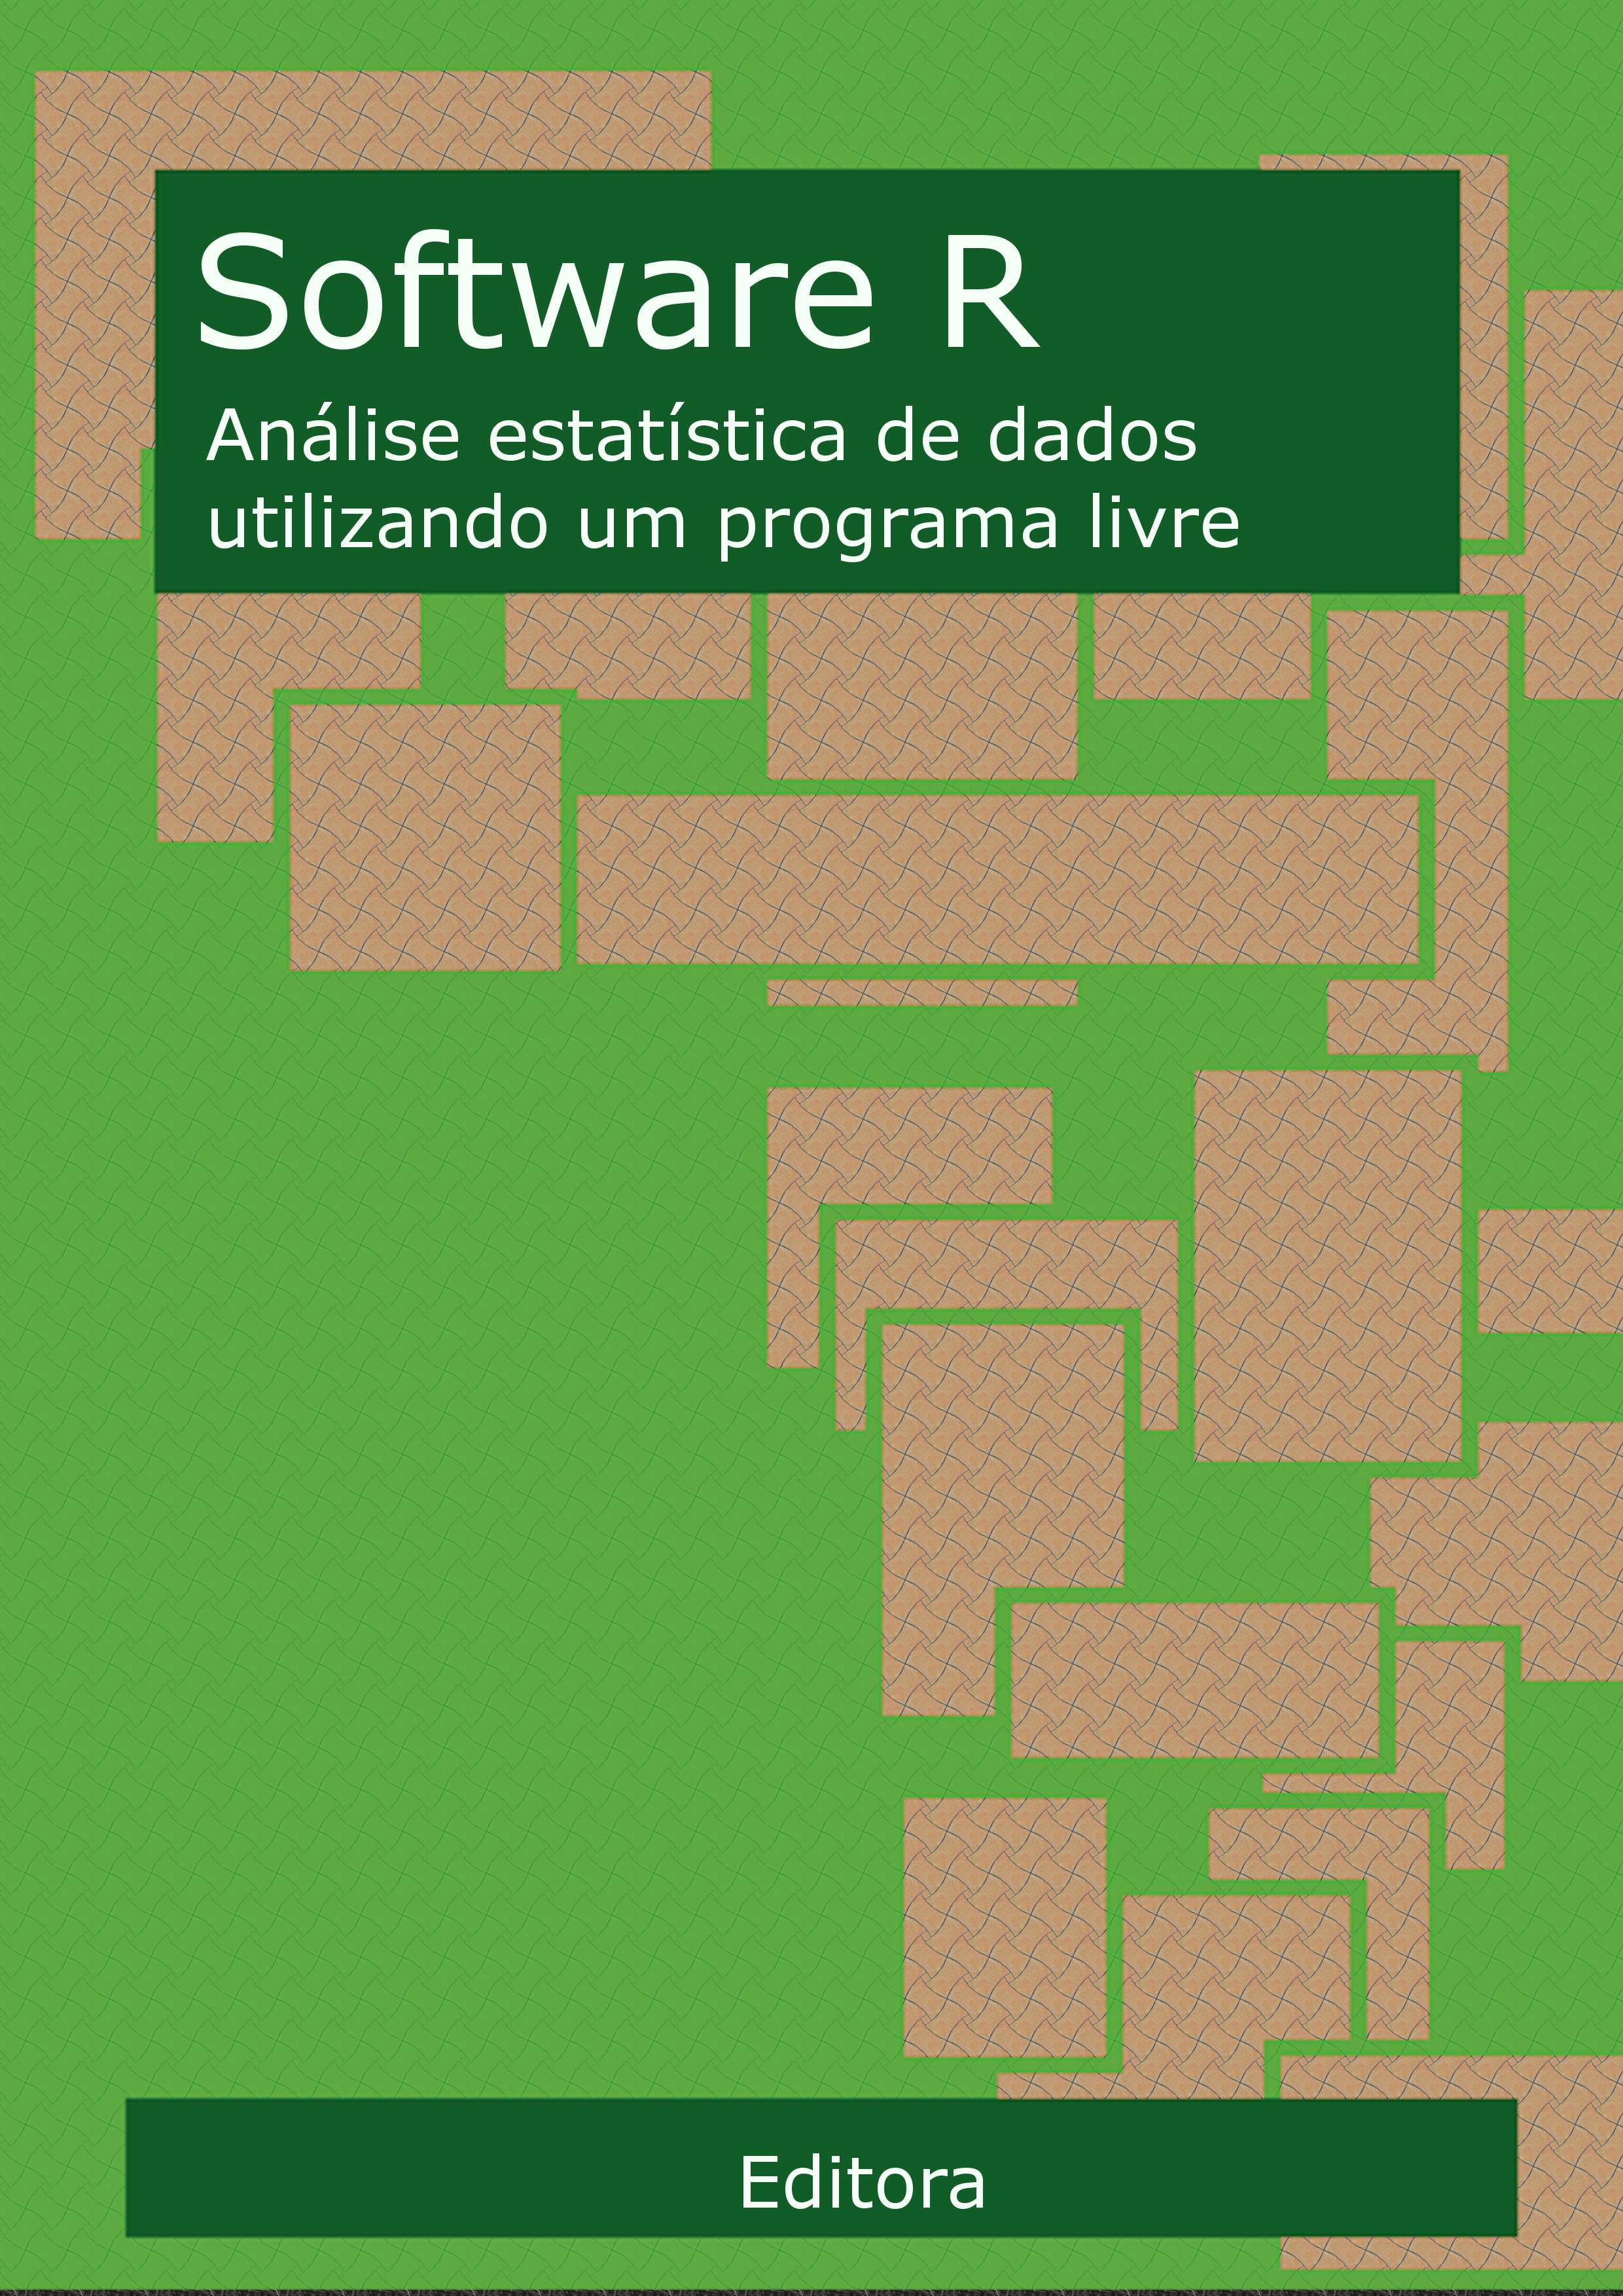 Software R
Análise estatística de dados
utilizando um programa livre
Editora